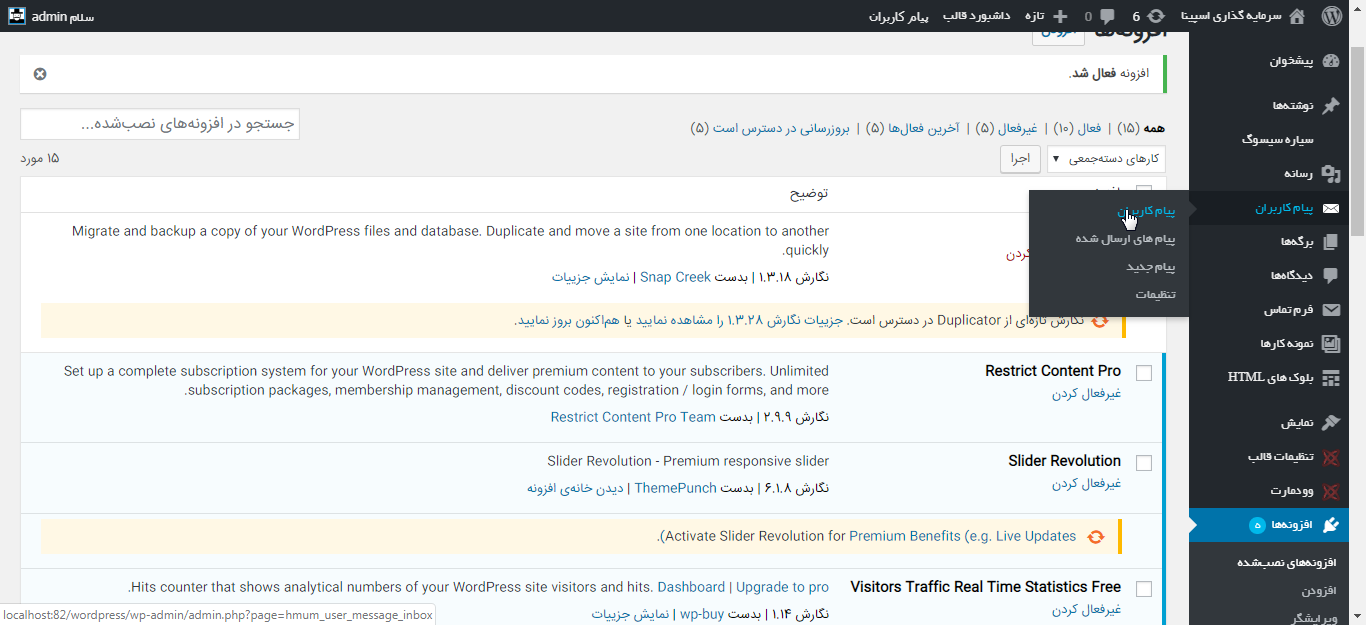 سرمایه گذاری اسپینا
6
0
تازه
داشبورد قالب
پیام کاربران
سلام admin
افزونه‌ها
افزودن
افزونه فعال شد.
همه (۱۵) | فعال (۱۰) | غیرفعال (۵) | آخرین فعال‌ها (۵) | بروزرسانی در دسترس است (۵)
جستجو در افزونه‌های نصب‌شده...
کارهای دسته‌جمعی
اجرا
۱۵ مورد
توضیح
Migrate and backup a copy of your WordPress files and database. Duplicate and move a site from one location to another
quickly.
کردن
نگارش ۱.۳.۱۸ | بدست Snap Creek | نمایش جزییات
نگارش تازه‌ای از Duplicator در دسترس است. جزییات نگارش ۱.۳.۲۸ را مشاهده نمایید یا هم‌اکنون بروز نمایید.
Restrict Content Pro
غیرفعال کردن
Set up a complete subscription system for your WordPress site and deliver premium content to your subscribers. Unlimited
subscription packages, membership management, discount codes, registration / login forms, and more.
نگارش ۲.۹.۹ | بدست Restrict Content Pro Team
Slider Revolution
غیرفعال کردن
Slider Revolution - Premium responsive slider
نگارش ۶.۱.۸ | بدست ThemePunch | دیدن خانه‌ی افزونه
Activate Slider Revolution for Premium Benefits (e.g. Live Updates).
Visitors Traffic Real Time Statistics Free
غیرفعال کردن
Hits counter that shows analytical numbers of your WordPress site visitors and hits. Dashboard | Upgrade to pro.
نگارش ۱.۱۴ | بدست wp-buy | نمایش جزییات
پیشخوان
نوشته‌ها
سیاره سیسوگ
رسانه
پیام کاربران
پیام کاربران
پیام های ارسال شده
پیام جدید
تنظیمات
برگه‌ها
دیدگاه‌ها
فرم تماس
نمونه کارها
بلوک های HTML
نمایش
تنظیمات قالب
وودمارت
افزونه‌ها ۵
افزونه‌های نصب‌شده
افزودن
ویرایشگر
localhost:82/wordpress/wp-admin/admin.php?page=hmum_user_message_inbox